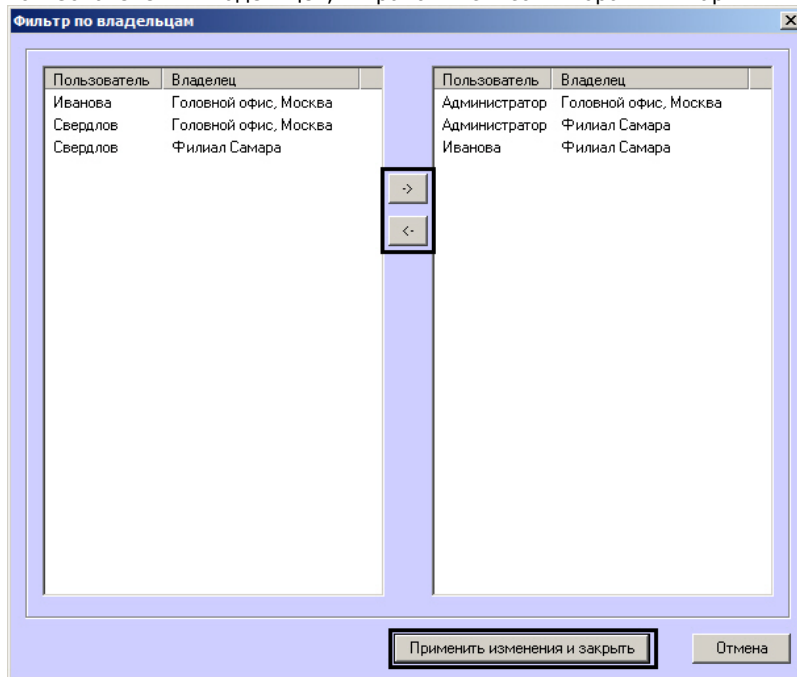 Фильтр по владельцам
Пользователь Владелец
Иванова Головной офис, Москва
Свердлов Головной офис, Москва
Свердлов Филиал Самара
->
<-
Пользователь Владелец
Администратор Головной офис, Москва
Администратор Филиал Самара
Иванова Филиал Самара
Применить изменения и закрыть
Отмена